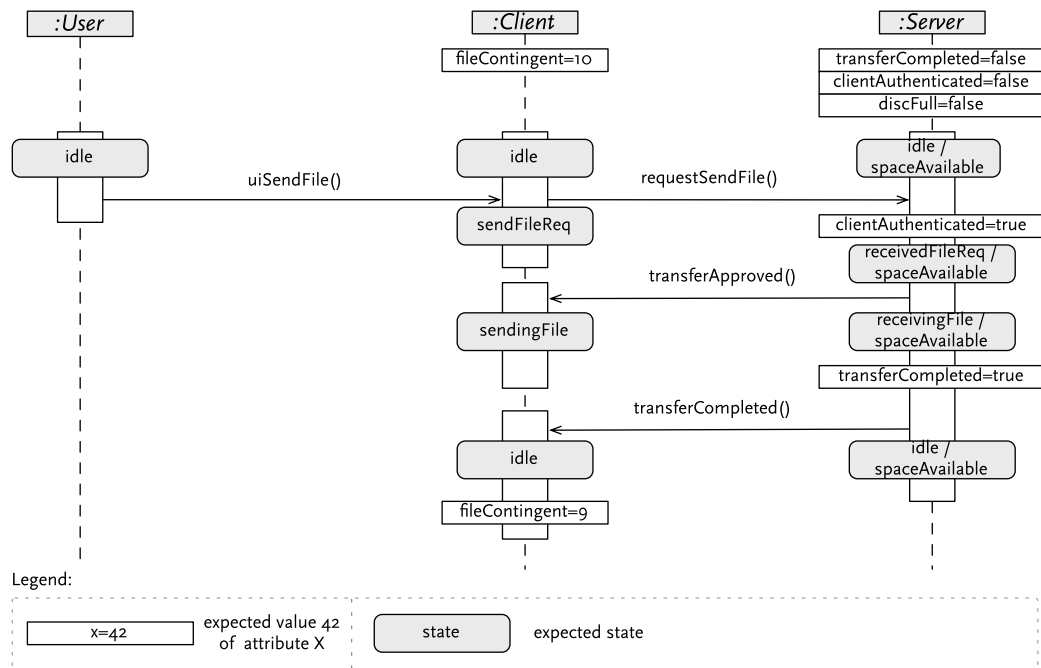 :User
:Client
:Server
fileContingent=10
transferCompleted=false
clientAuthenticated=false
discFull=false
idle
idle
idle /
spaceAvailable
uiSendFile()
requestSendFile()
sendFileReq
clientAuthenticated=true
receivedFileReq /
spaceAvailable
transferApproved()
sendingFile
receivingFile /
spaceAvailable
transferCompleted=true
transferCompleted()
idle
idle /
spaceAvailable
fileContingent=9
Legend:
x=42
expected value 42
of attribute X
state
expected state